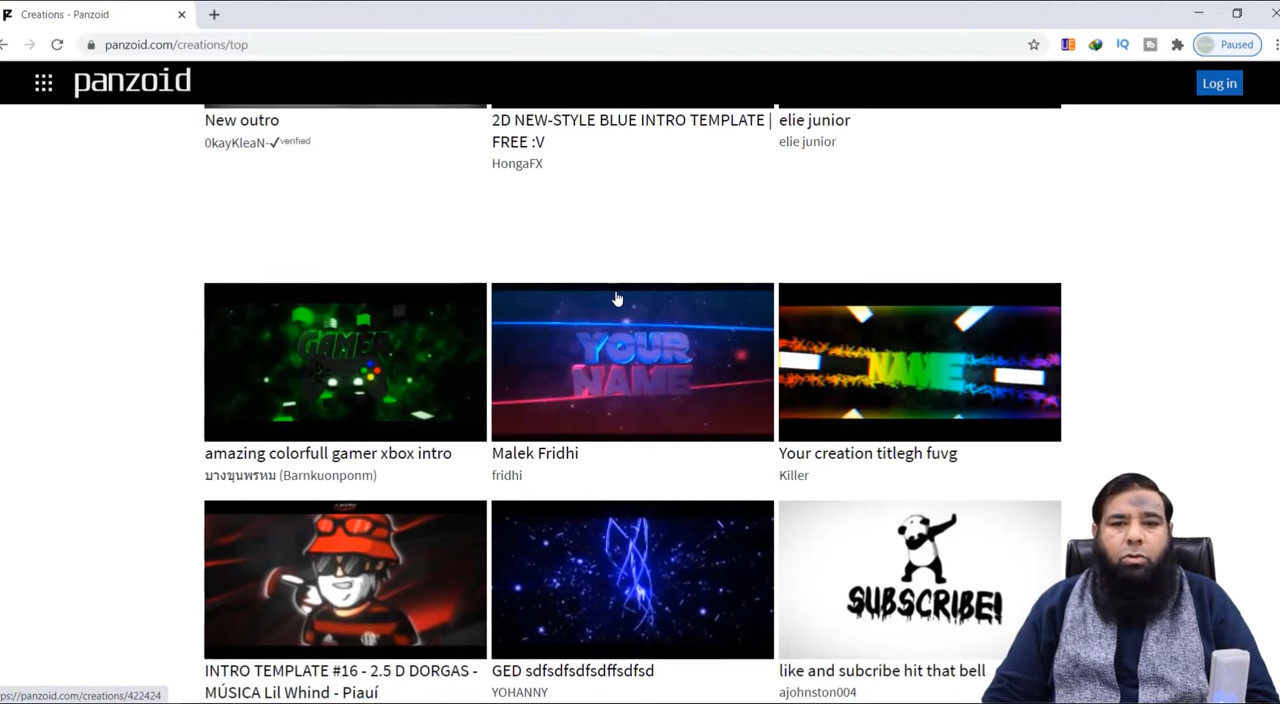 Creations - Panzoid
panzoid.com/creations/top
Paused
panzoid
Log in
New outro
0kayKleaN-✓verified
2D NEW-STYLE BLUE INTRO TEMPLATE |
FREE :V
HongaFX
elie junior
elie junior
GAMER
YOUR
NAME
NAME
amazing colorfull gamer xbox intro
บางขุนพรหม (Barnkuonponm)
Malek Fridhi
fridhi
Your creation titlegh fuvg
Killer
SUBSCRIBE!
INTRO TEMPLATE #16 - 2.5 D DORGAS -
MÚSICA Lil Whind - Piauí
GED sdfsdfsdfsdffsdfsd
YOHANNY
like and subcribe hit that bell
ajohnston004
ps://panzoid.com/creations/422424